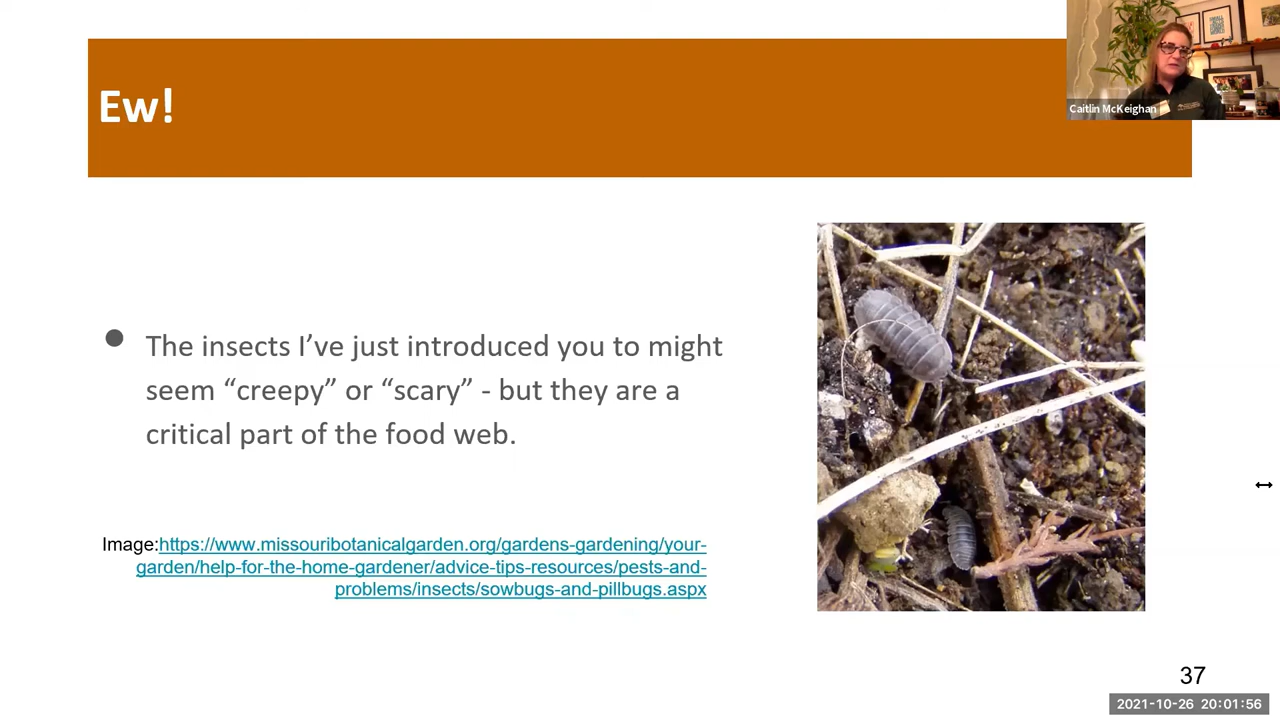 Ew!
Caitlin McKeighan
The insects I’ve just introduced you to might
seem “creepy” or “scary” - but they are a
critical part of the food web.
Image:https://www.missouribotanicalgarden.org/gardens-gardening/your-
garden/help-for-the-home-gardener/advice-tips-resources/pests-and-
problems/insects/sowbugs-and-pillbugs.aspx
37
2021-10-26 20:01:56